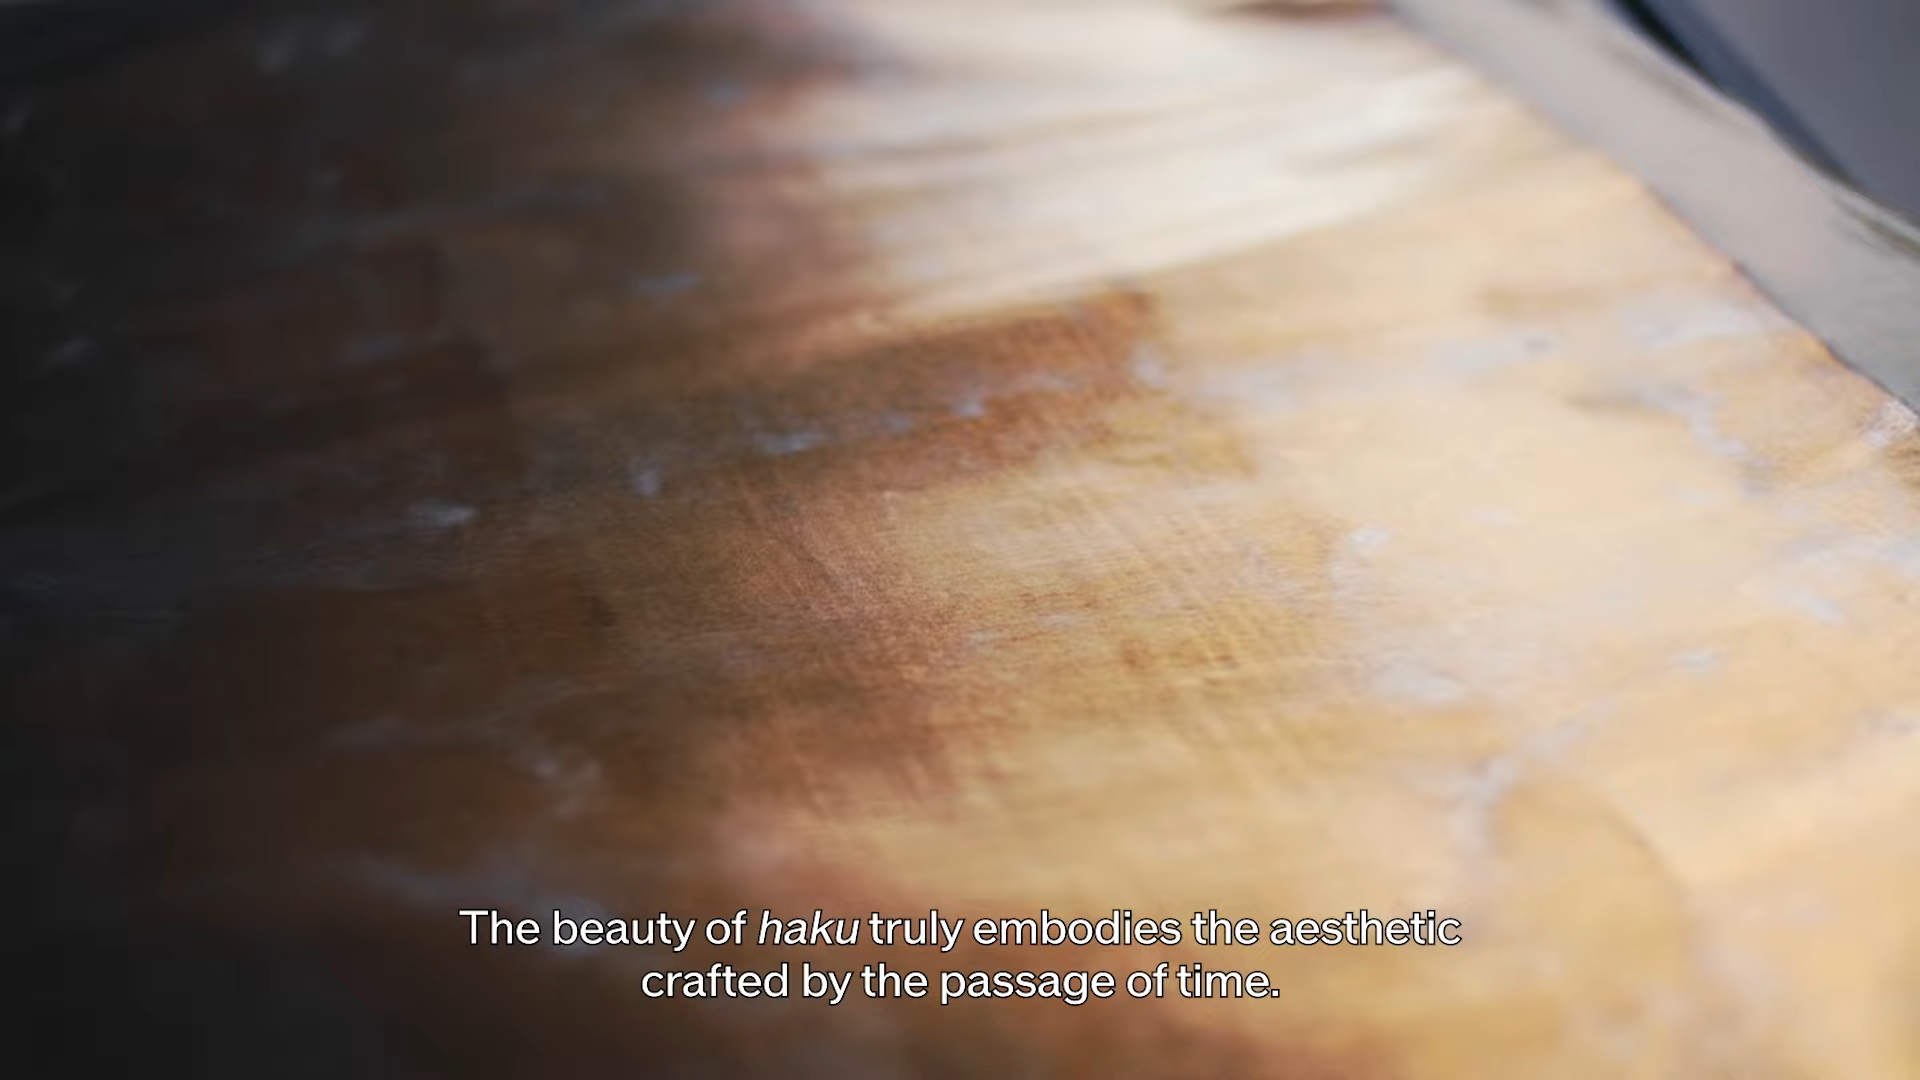 The beauty of haku truly embodies the aesthetic
crafted by the passage of time.